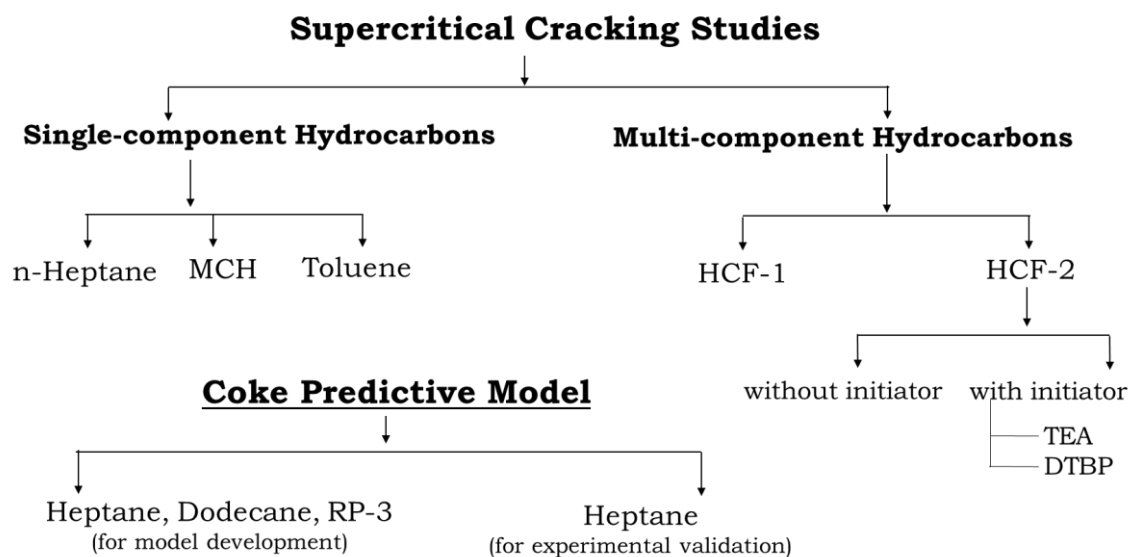 Supercritical Cracking Studies
Single-component Hydrocarbons
Multi-component Hydrocarbons
n-Heptane
MCH
Toluene
HCF-1
HCF-2
without initiator
with initiator
TEA
DTBP
Coke Predictive Model
Heptane, Dodecane, RP-3
(for model development)
Heptane
(for experimental validation)